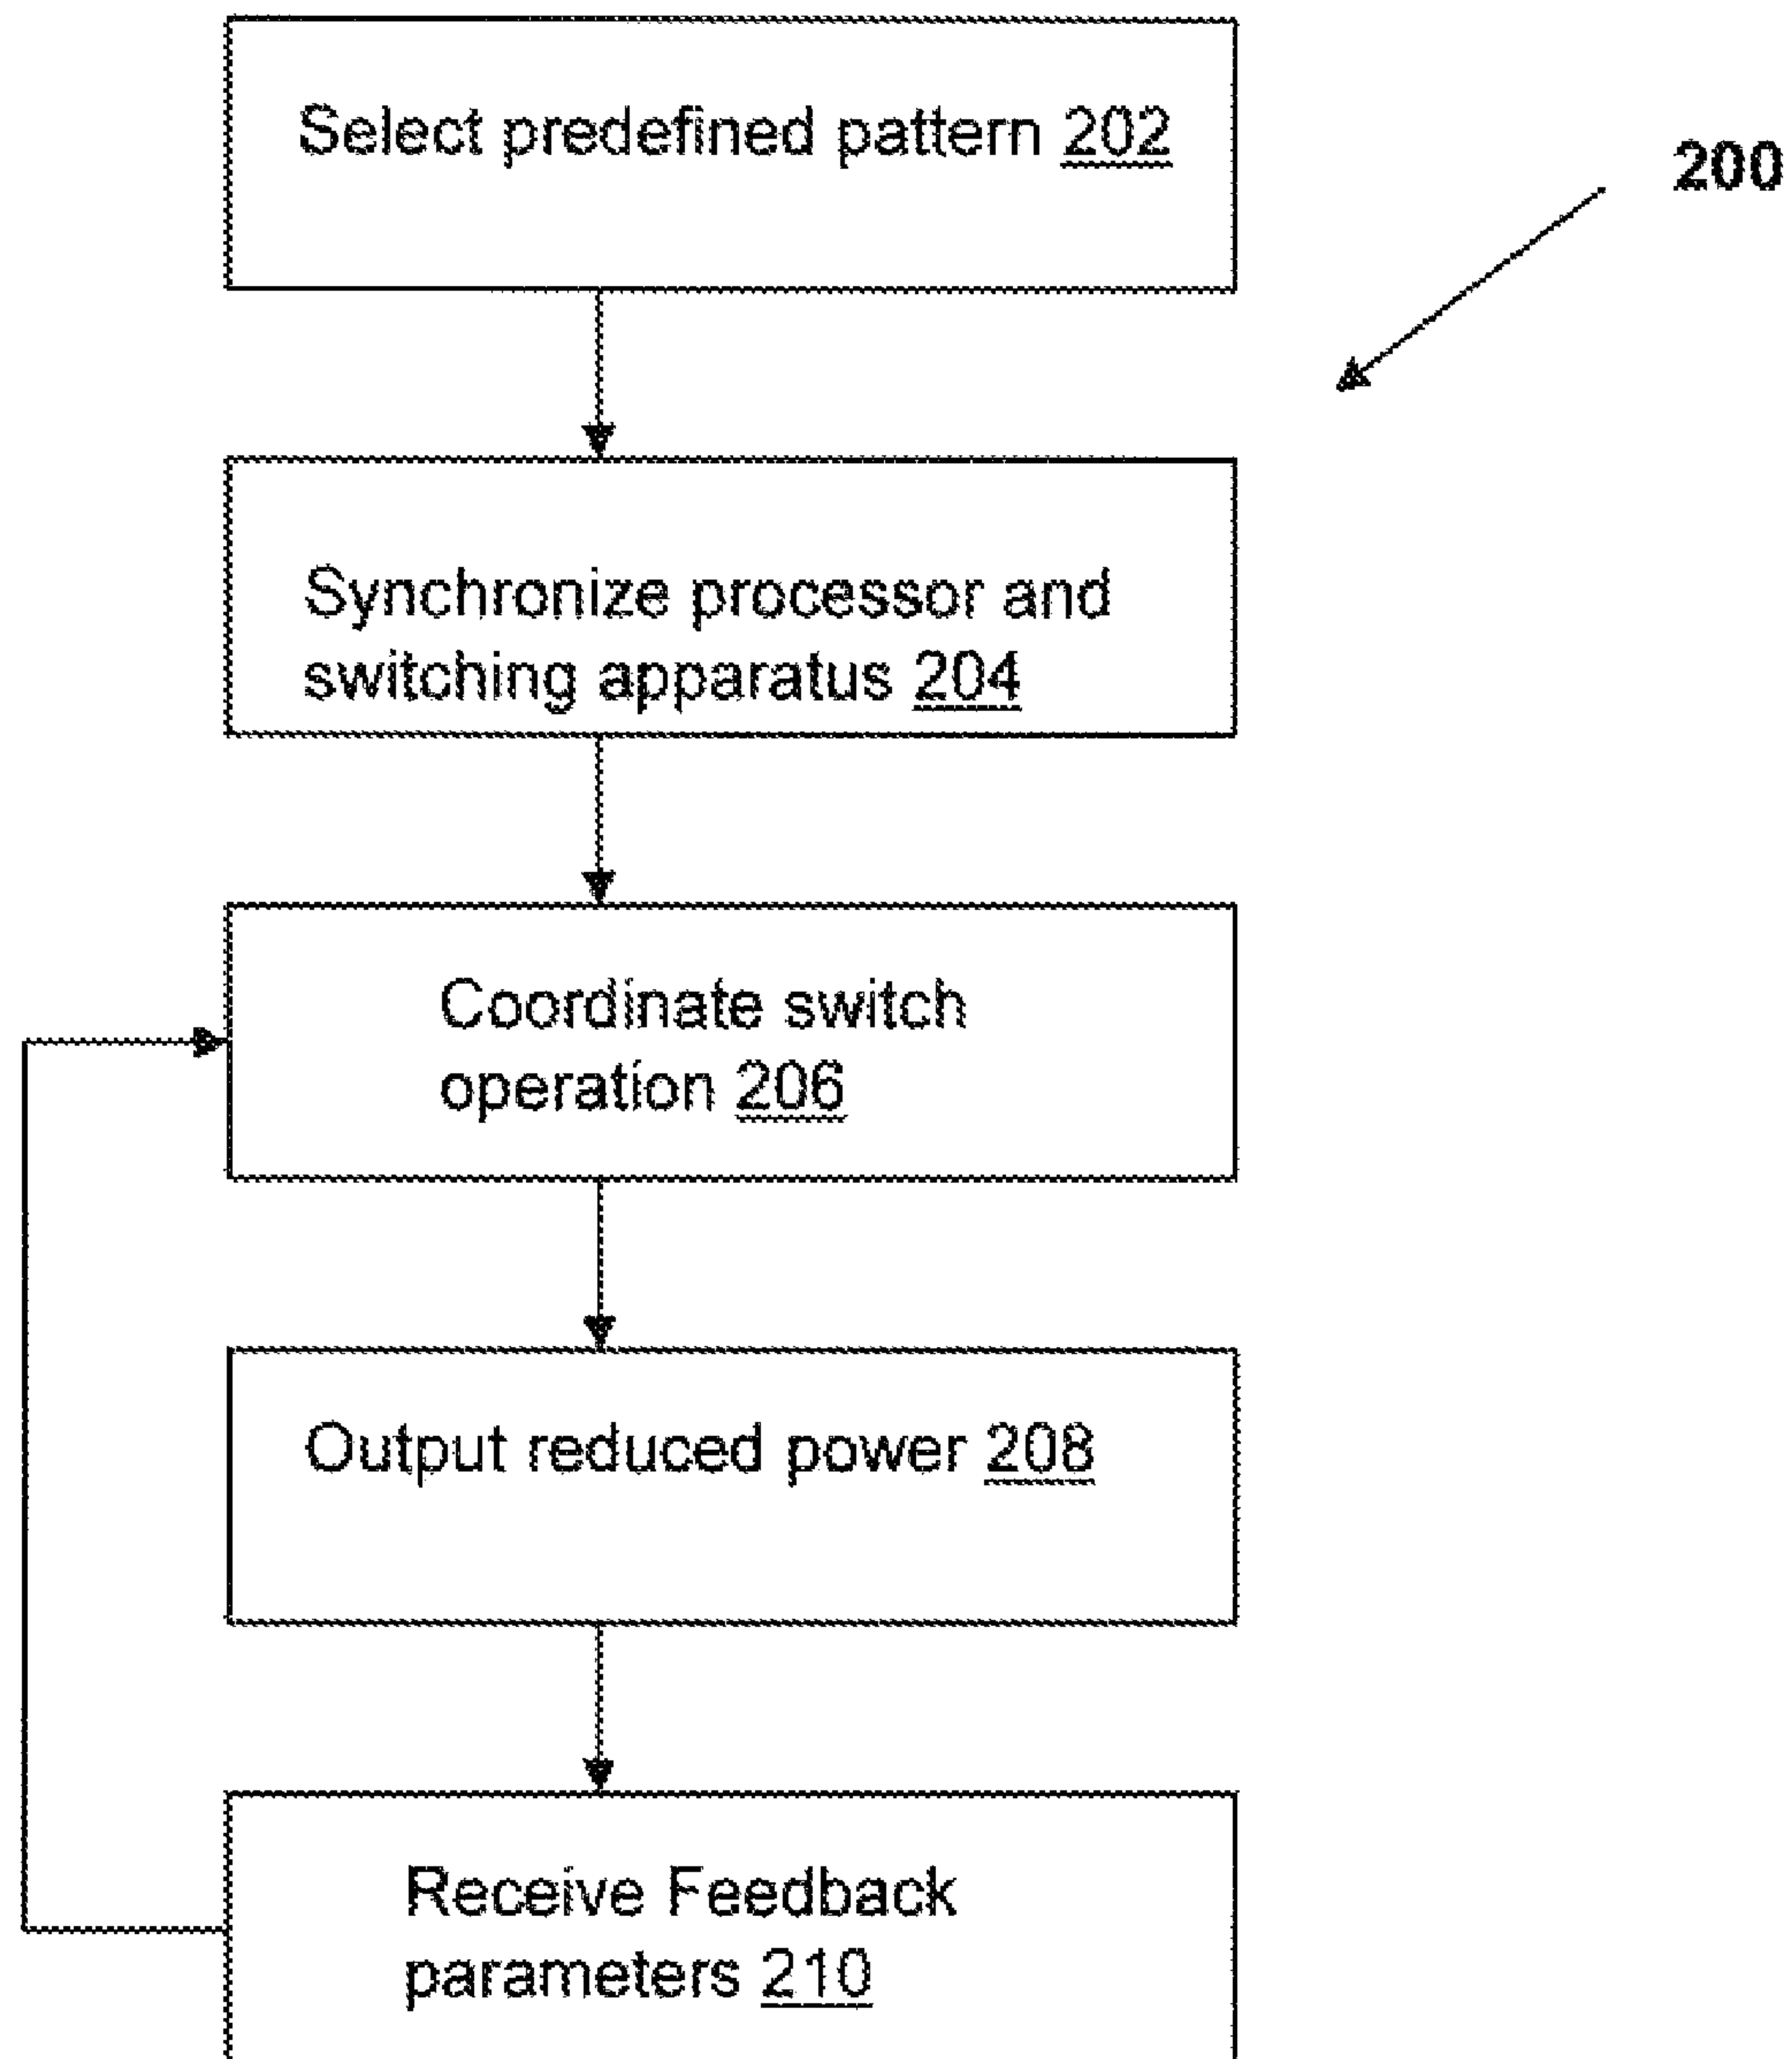 Select predefined pattern 202
200
Synchronize processor and
switching apparatus 204
Coordinate switch
operation 206
Output reduced power 208
Receive Feedback
parameters 210